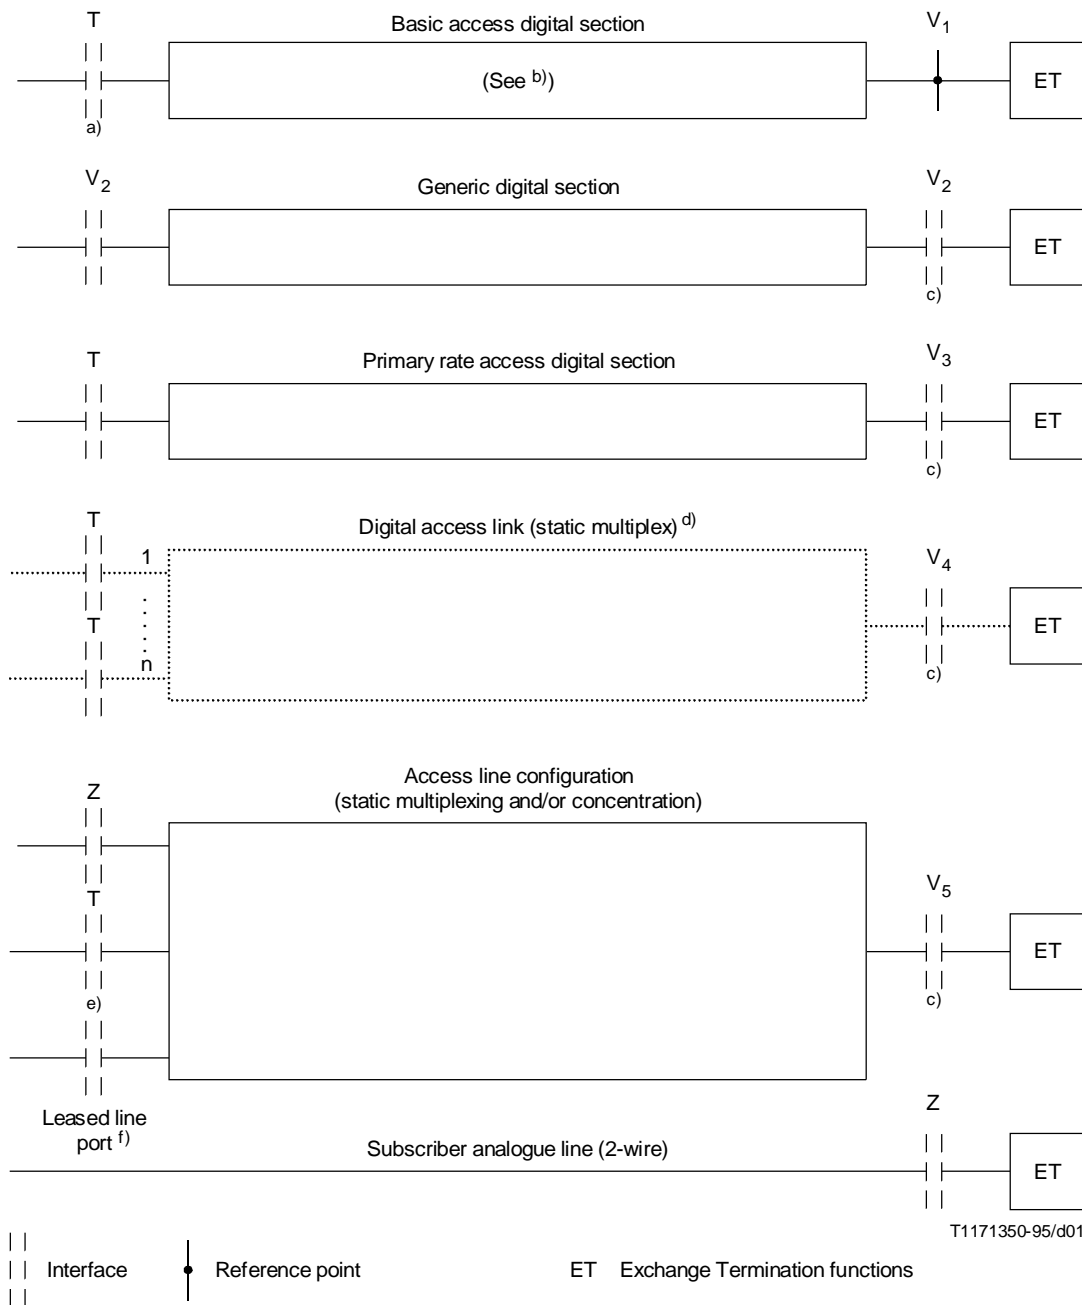 T Basic access digital section V1
(See b)) ET
a)
V2 Generic digital section V2
ET
c)
T Primary rate access digital section V3
ET
c)
T Digital access link (static multiplex) d)
1 V4
T ET
n c)
Access line configuration
Z (static multiplexing and/or concentration)
T V5
ET
e) c)
Leased line
port f)
Z
Subscriber analogue line (2-wire) ET
T1171350-95/d01
Interface Reference point ET Exchange Termination functions